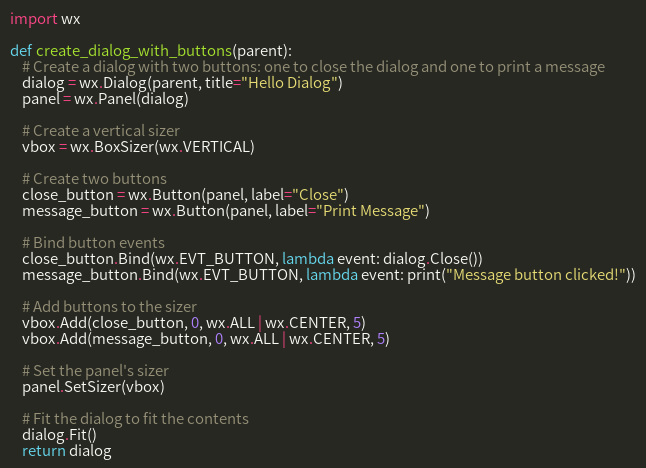 import wx

def create_dialog_with_buttons(parent):
    # Create a dialog with two buttons: one to close the dialog and one to print a message
    dialog = wx.Dialog(parent, title="Hello Dialog")
    panel = wx.Panel(dialog)

    # Create a vertical sizer
    vbox = wx.BoxSizer(wx.VERTICAL)

    # Create two buttons
    close_button = wx.Button(panel, label="Close")
    message_button = wx.Button(panel, label="Print Message")

    # Bind button events
    close_button.Bind(wx.EVT_BUTTON, lambda event: dialog.Close())
    message_button.Bind(wx.EVT_BUTTON, lambda event: print("Message button clicked!"))

    # Add buttons to the sizer
    vbox.Add(close_button, 0, wx.ALL | wx.CENTER, 5)
    vbox.Add(message_button, 0, wx.ALL | wx.CENTER, 5)

    # Set the panel's sizer
    panel.SetSizer(vbox)

    # Fit the dialog to fit the contents
    dialog.Fit()
    return dialog